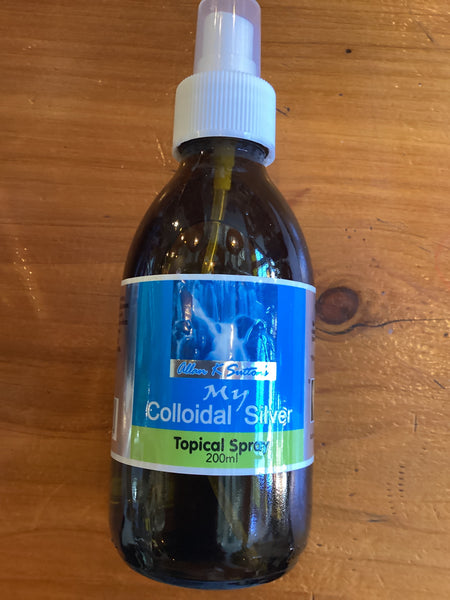 Allan K Sutton's
My
Colloidal Silver
Topical Spray
200ml